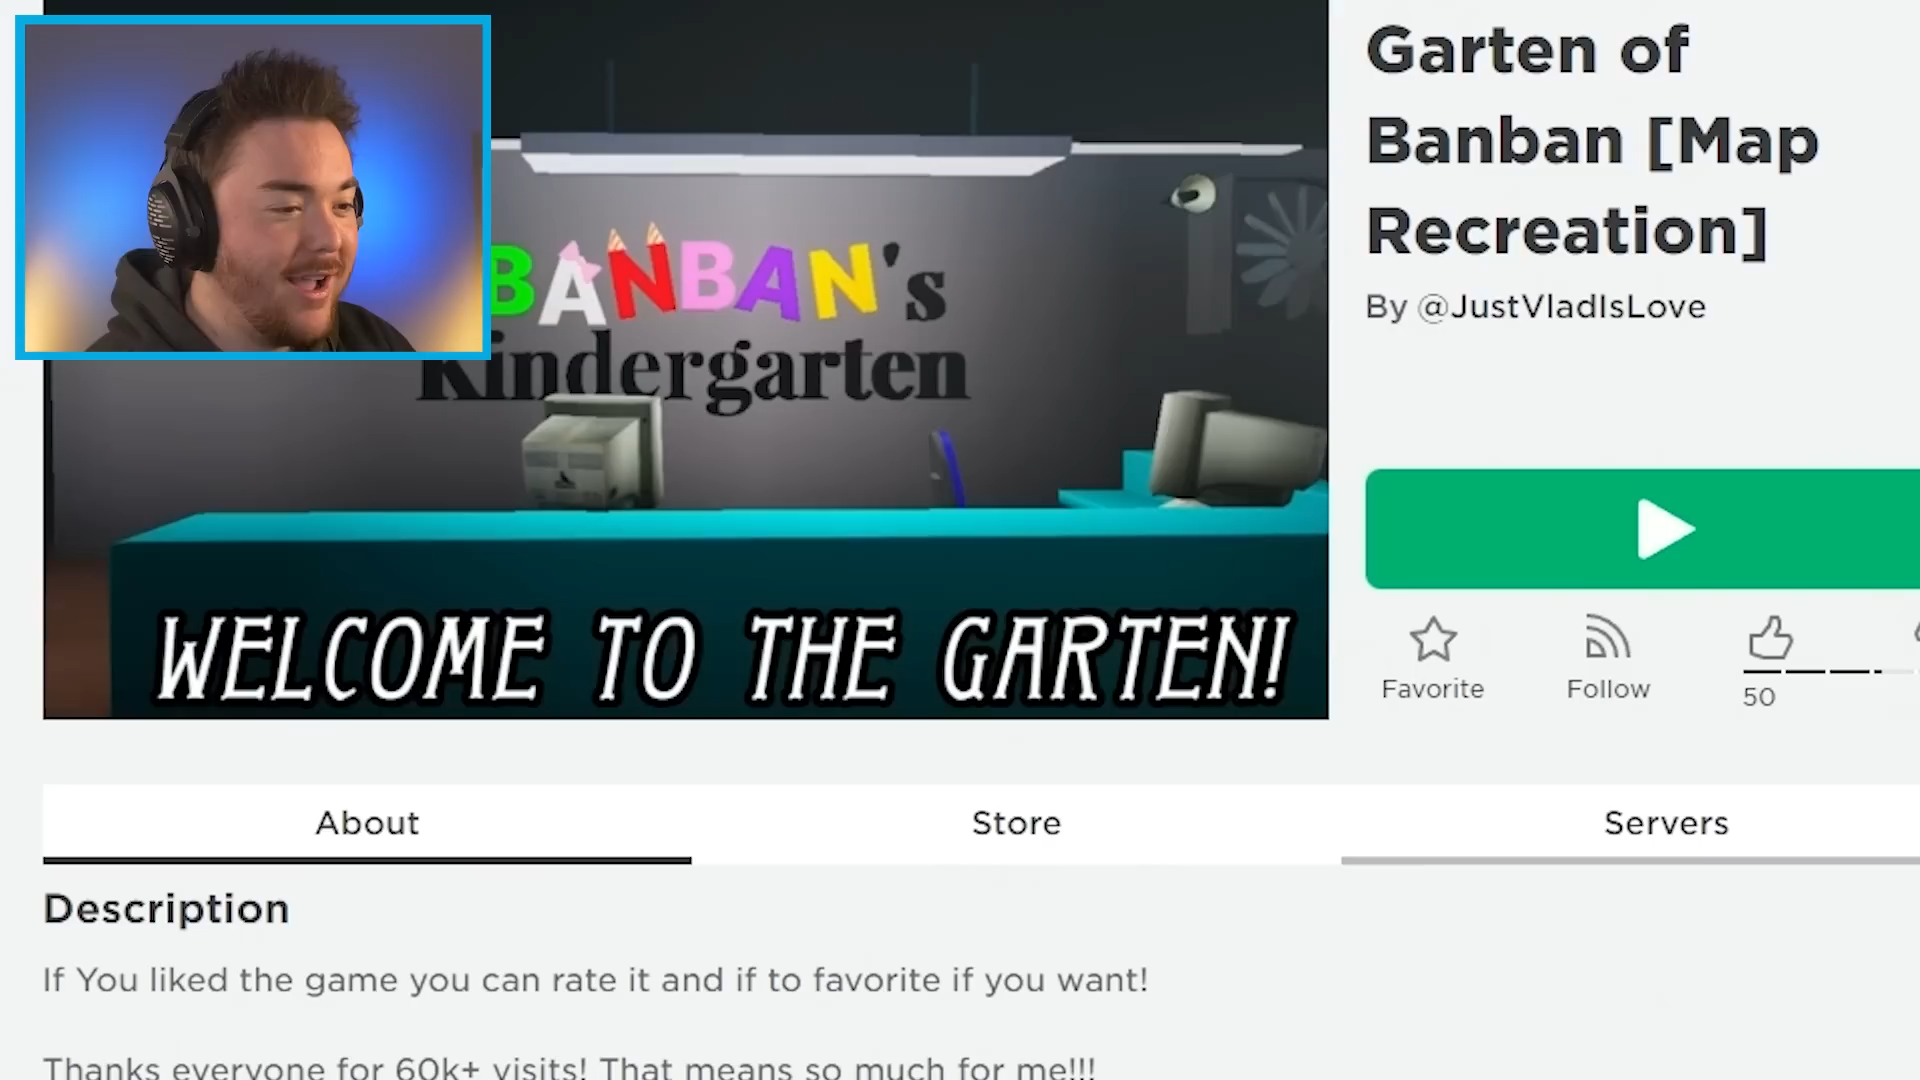 Garten of
Banban [Map
Recreation]
By @JustVladIsLove
BANBAN's
Kindergarten
WELCOME TO THE GARTEN!
Favorite
Follow
50
About
Store
Servers
Description
If You liked the game you can rate it and if to favorite if you want!
Thanks everyone for 60k+ visits! That means so much for me!!!